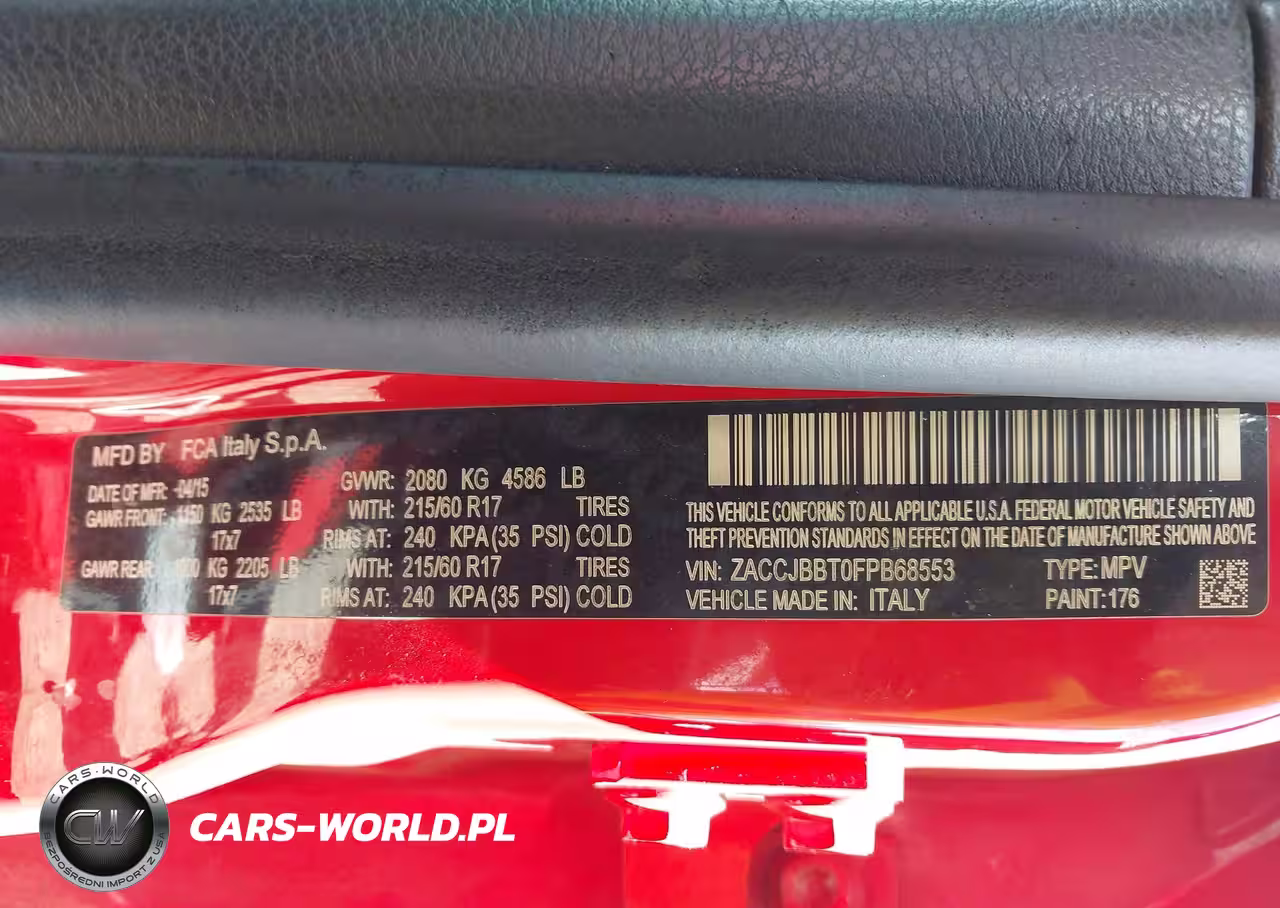 MFD BY FCA Italy S.p.A.
DATE OF MFR: -04/15 GVWR: 2080 KG 4586 LB
GAWR FRONT: 1150 KG 2535 LB WITH: 215/60 R17 TIRES
17x7 RIMS AT: 240 KPA (35 PSI) COLD
GAWR REAR: KG 2205 LB WITH: 215/60 R17 TIRES
17x7 RIMS AT: 240 KPA (35 PSI) COLD
THIS VEHICLE CONFORMS TO ALL APPLICABLE U.S.A. FEDERAL MOTOR VEHICLE SAFETY AND
THEFT PREVENTION STANDARDS IN EFFECT ON THE DATE OF MANUFACTURE SHOWN ABOVE
VIN: ZACCJBBT0FPB68553 TYPE: MPV
VEHICLE MADE IN: ITALY PAINT: 176
CARS-WORLD
CW
BEZPOŚREDNI IMPORT Z USA
CARS-WORLD.PL